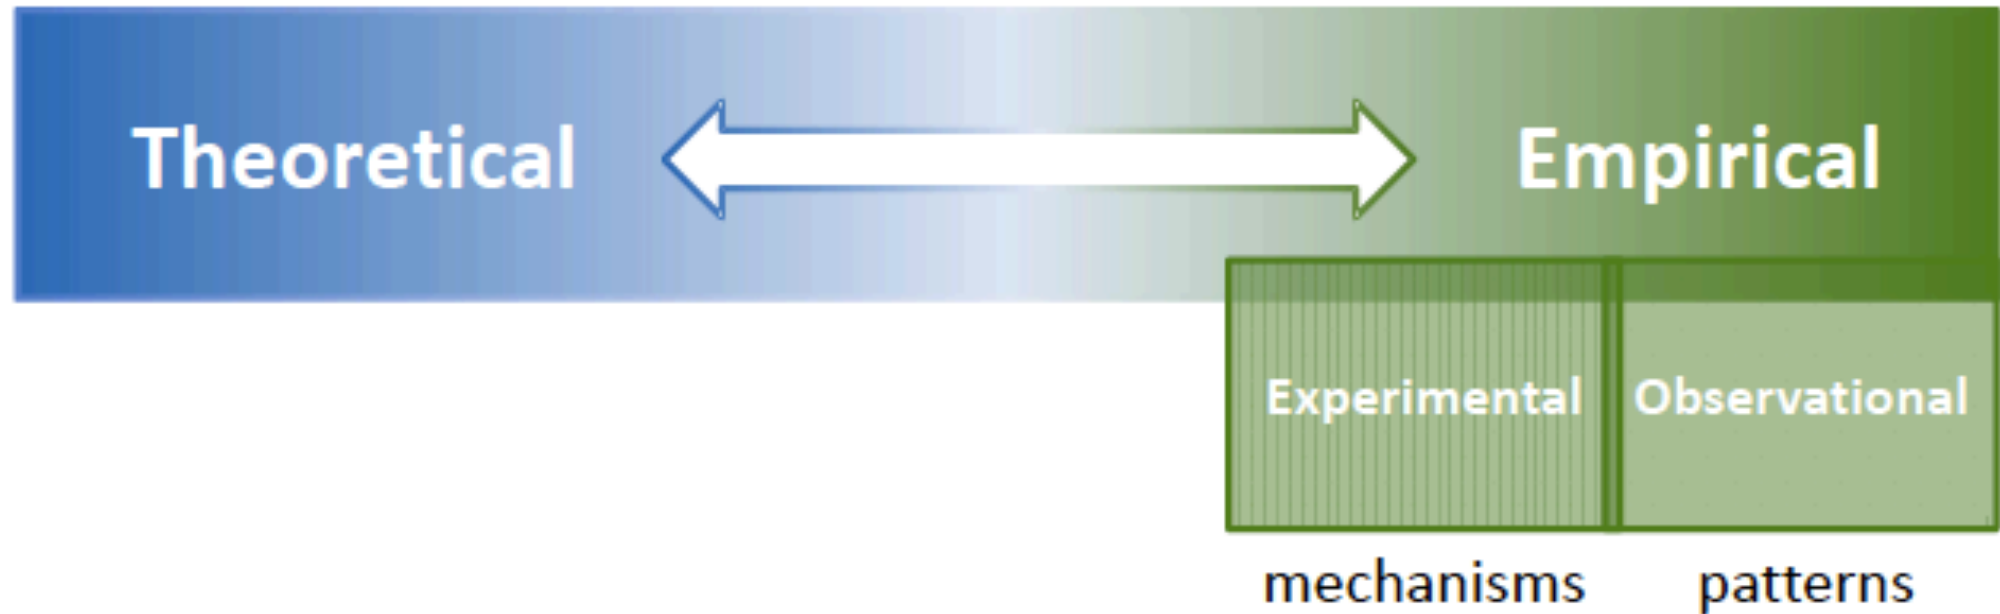 Theoretical
Empirical
Experimental
Observational
mechanisms
patterns